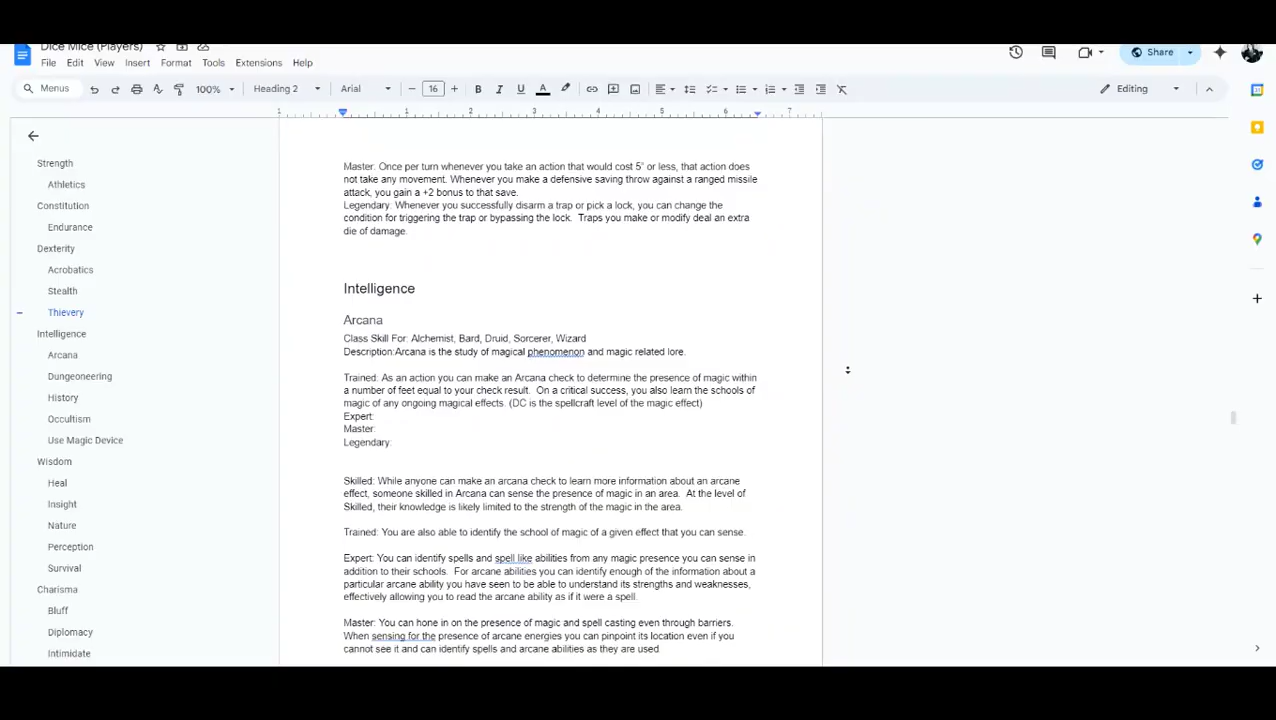 Dice Mice (Players)
File Edit View Insert Format Tools Extensions Help
Share
Menus 100% Heading 2 Arial 16 B I U A Editing
1 1 2 3 4 5 6 7
Strength
Athletics
Constitution
Endurance
Dexterity
Acrobatics
Stealth
Thievery
Intelligence
Arcana
Dungeoneering
History
Occultism
Use Magic Device
Wisdom
Heal
Insight
Nature
Perception
Survival
Charisma
Bluff
Diplomacy
Intimidate
Master: Once per turn whenever you take an action that would cost 5" or less, that action does
not take any movement. Whenever you make a defensive saving throw against a ranged missile
attack, you gain a +2 bonus to that save.
Legendary: Whenever you successfully disarm a trap or pick a lock, you can change the
condition for triggering the trap or bypassing the lock. Traps you make or modify deal an extra
die of damage.
Intelligence
Arcana
Class Skill For: Alchemist, Bard, Druid, Sorcerer, Wizard
Description:Arcana is the study of magical phenomenon and magic related lore.
Trained: As an action you can make an Arcana check to determine the presence of magic within
a number of feet equal to your check result. On a critical success, you also learn the schools of
magic of any ongoing magical effects. (DC is the spellcraft level of the magic effect)
Expert:
Master:
Legendary:
Skilled: While anyone can make an arcana check to learn more information about an arcane
effect, someone skilled in Arcana can sense the presence of magic in an area. At the level of
Skilled, their knowledge is likely limited to the strength of the magic in the area.
Trained: You are also able to identify the school of magic of a given effect that you can sense.
Expert: You can identify spells and spell like abilities from any magic presence you can sense in
addition to their schools. For arcane abilities you can identify enough of the information about a
particular arcane ability you have seen to be able to understand its strengths and weaknesses,
effectively allowing you to read the arcane ability as if it were a spell.
Master: You can hone in on the presence of magic and spell casting even through barriers.
When sensing for the presence of arcane energies you can pinpoint its location even if you
cannot see it and can identify spells and arcane abilities as they are used